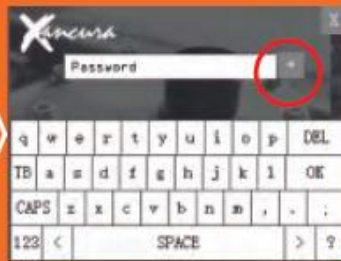 X
Xancura
Password
q w e r t y u i o p DEL
TB a s d f g h j k l OK
CAPS z x c v b n m , . ;
123 < SPACE > ?